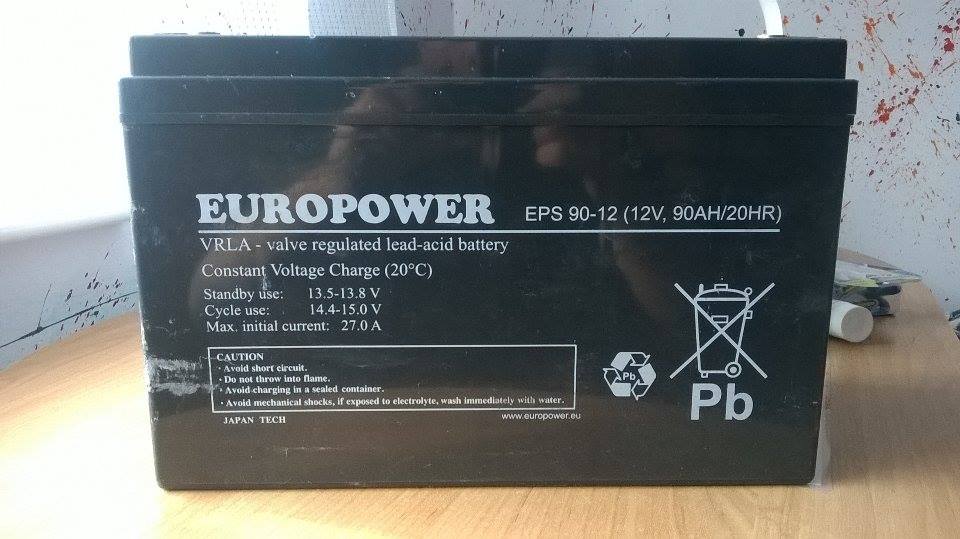 EUROPOWER EPS 90-12 (12V, 90AH/20HR)
VRLA - valve regulated lead-acid battery
Constant Voltage Charge (20°C)
Standby use: 13.5-13.8 V
Cycle use: 14.4-15.0 V
Max. initial current: 27.0 A
CAUTION
· Avoid short circuit.
· Do not throw into flame.
· Avoid charging in a sealed container.
· Avoid mechanical shocks, if exposed to electrolyte, wash immediately with water.
JAPAN TECH www.europower.eu
Pb
Pb